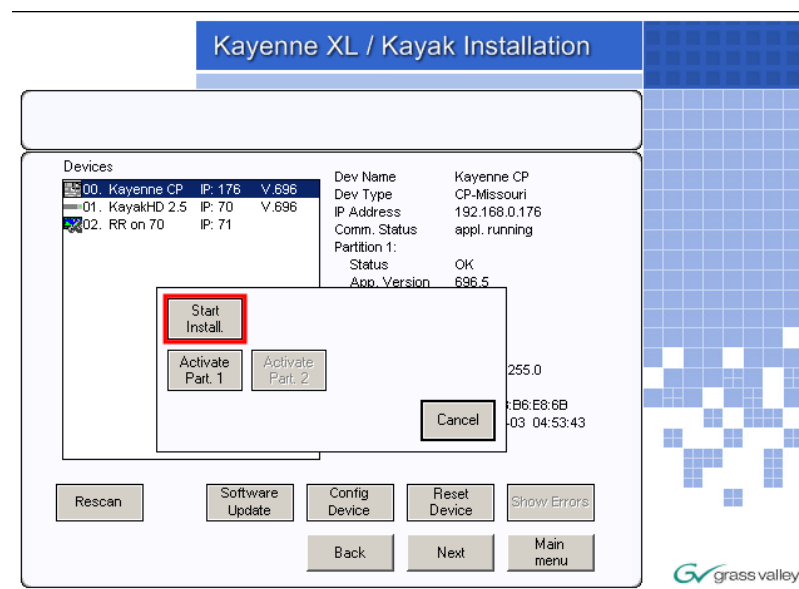 Kayenne XL / Kayak Installation
Devices
00. Kayenne CP IP: 176 V.696
01. KayakHD 2.5 IP: 70 V.696
02. RR on 70 IP: 71
Dev Name Kayenne CP
Dev Type CP-Missouri
IP Address 192.168.0.176
Comm. Status appl. running
Partition 1:
Status OK
App. Version 696.5
Start
Install.
Activate
Part. 1
Activate
Part. 2
255.0
:B6:E8:6B
-03 04:53:43
Cancel
Rescan
Software
Update
Config
Device
Reset
Device
Show Errors
Back
Next
Main
menu
grass valley